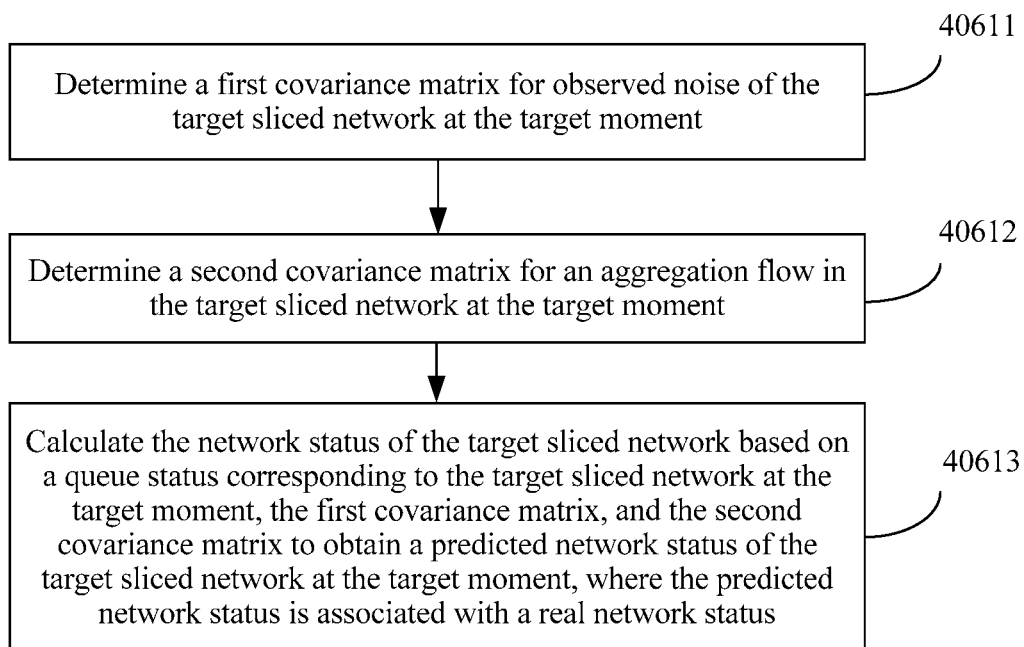 40611
Determine a first covariance matrix for observed noise of the
target sliced network at the target moment
40612
Determine a second covariance matrix for an aggregation flow in
the target sliced network at the target moment
40613
Calculate the network status of the target sliced network based on
a queue status corresponding to the target sliced network at the
target moment, the first covariance matrix, and the second
covariance matrix to obtain a predicted network status of the
target sliced network at the target moment, where the predicted
network status is associated with a real network status